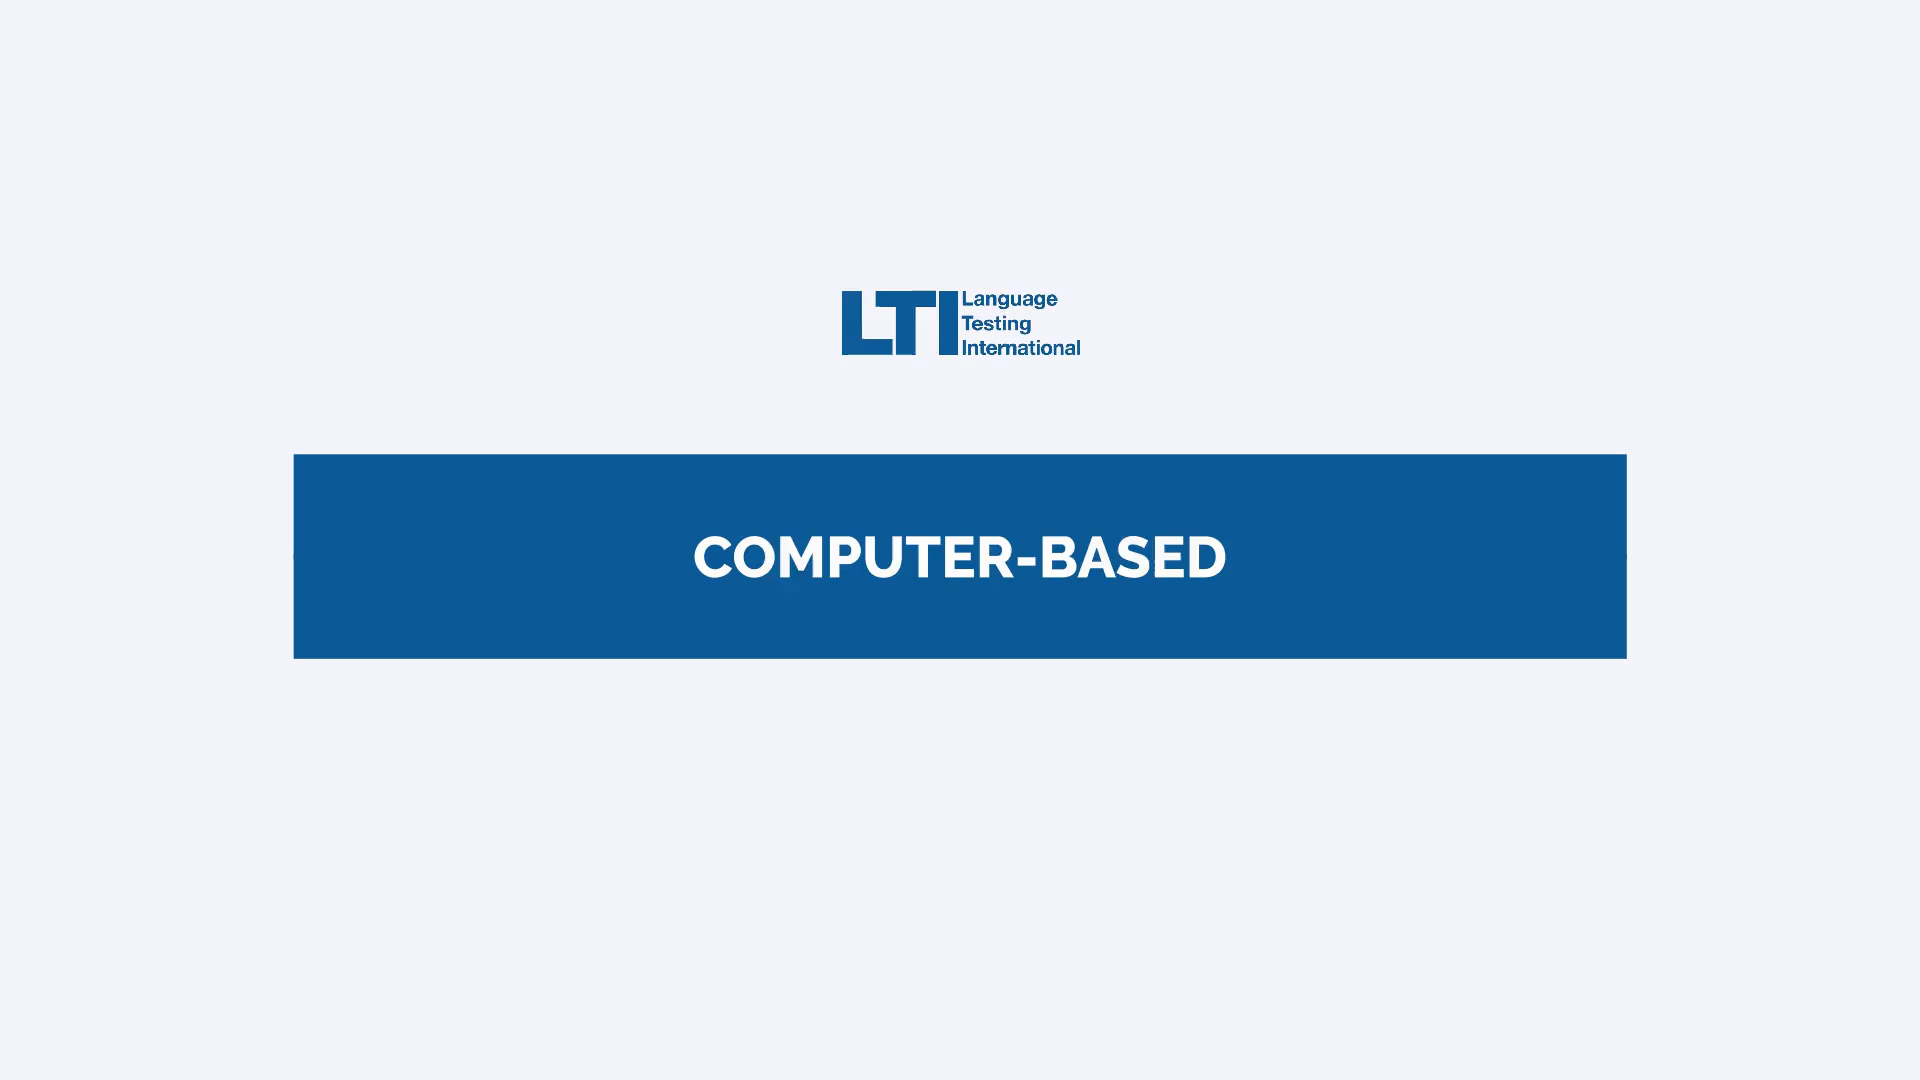 LTI
Language
Testing
International
COMPUTER-BASED